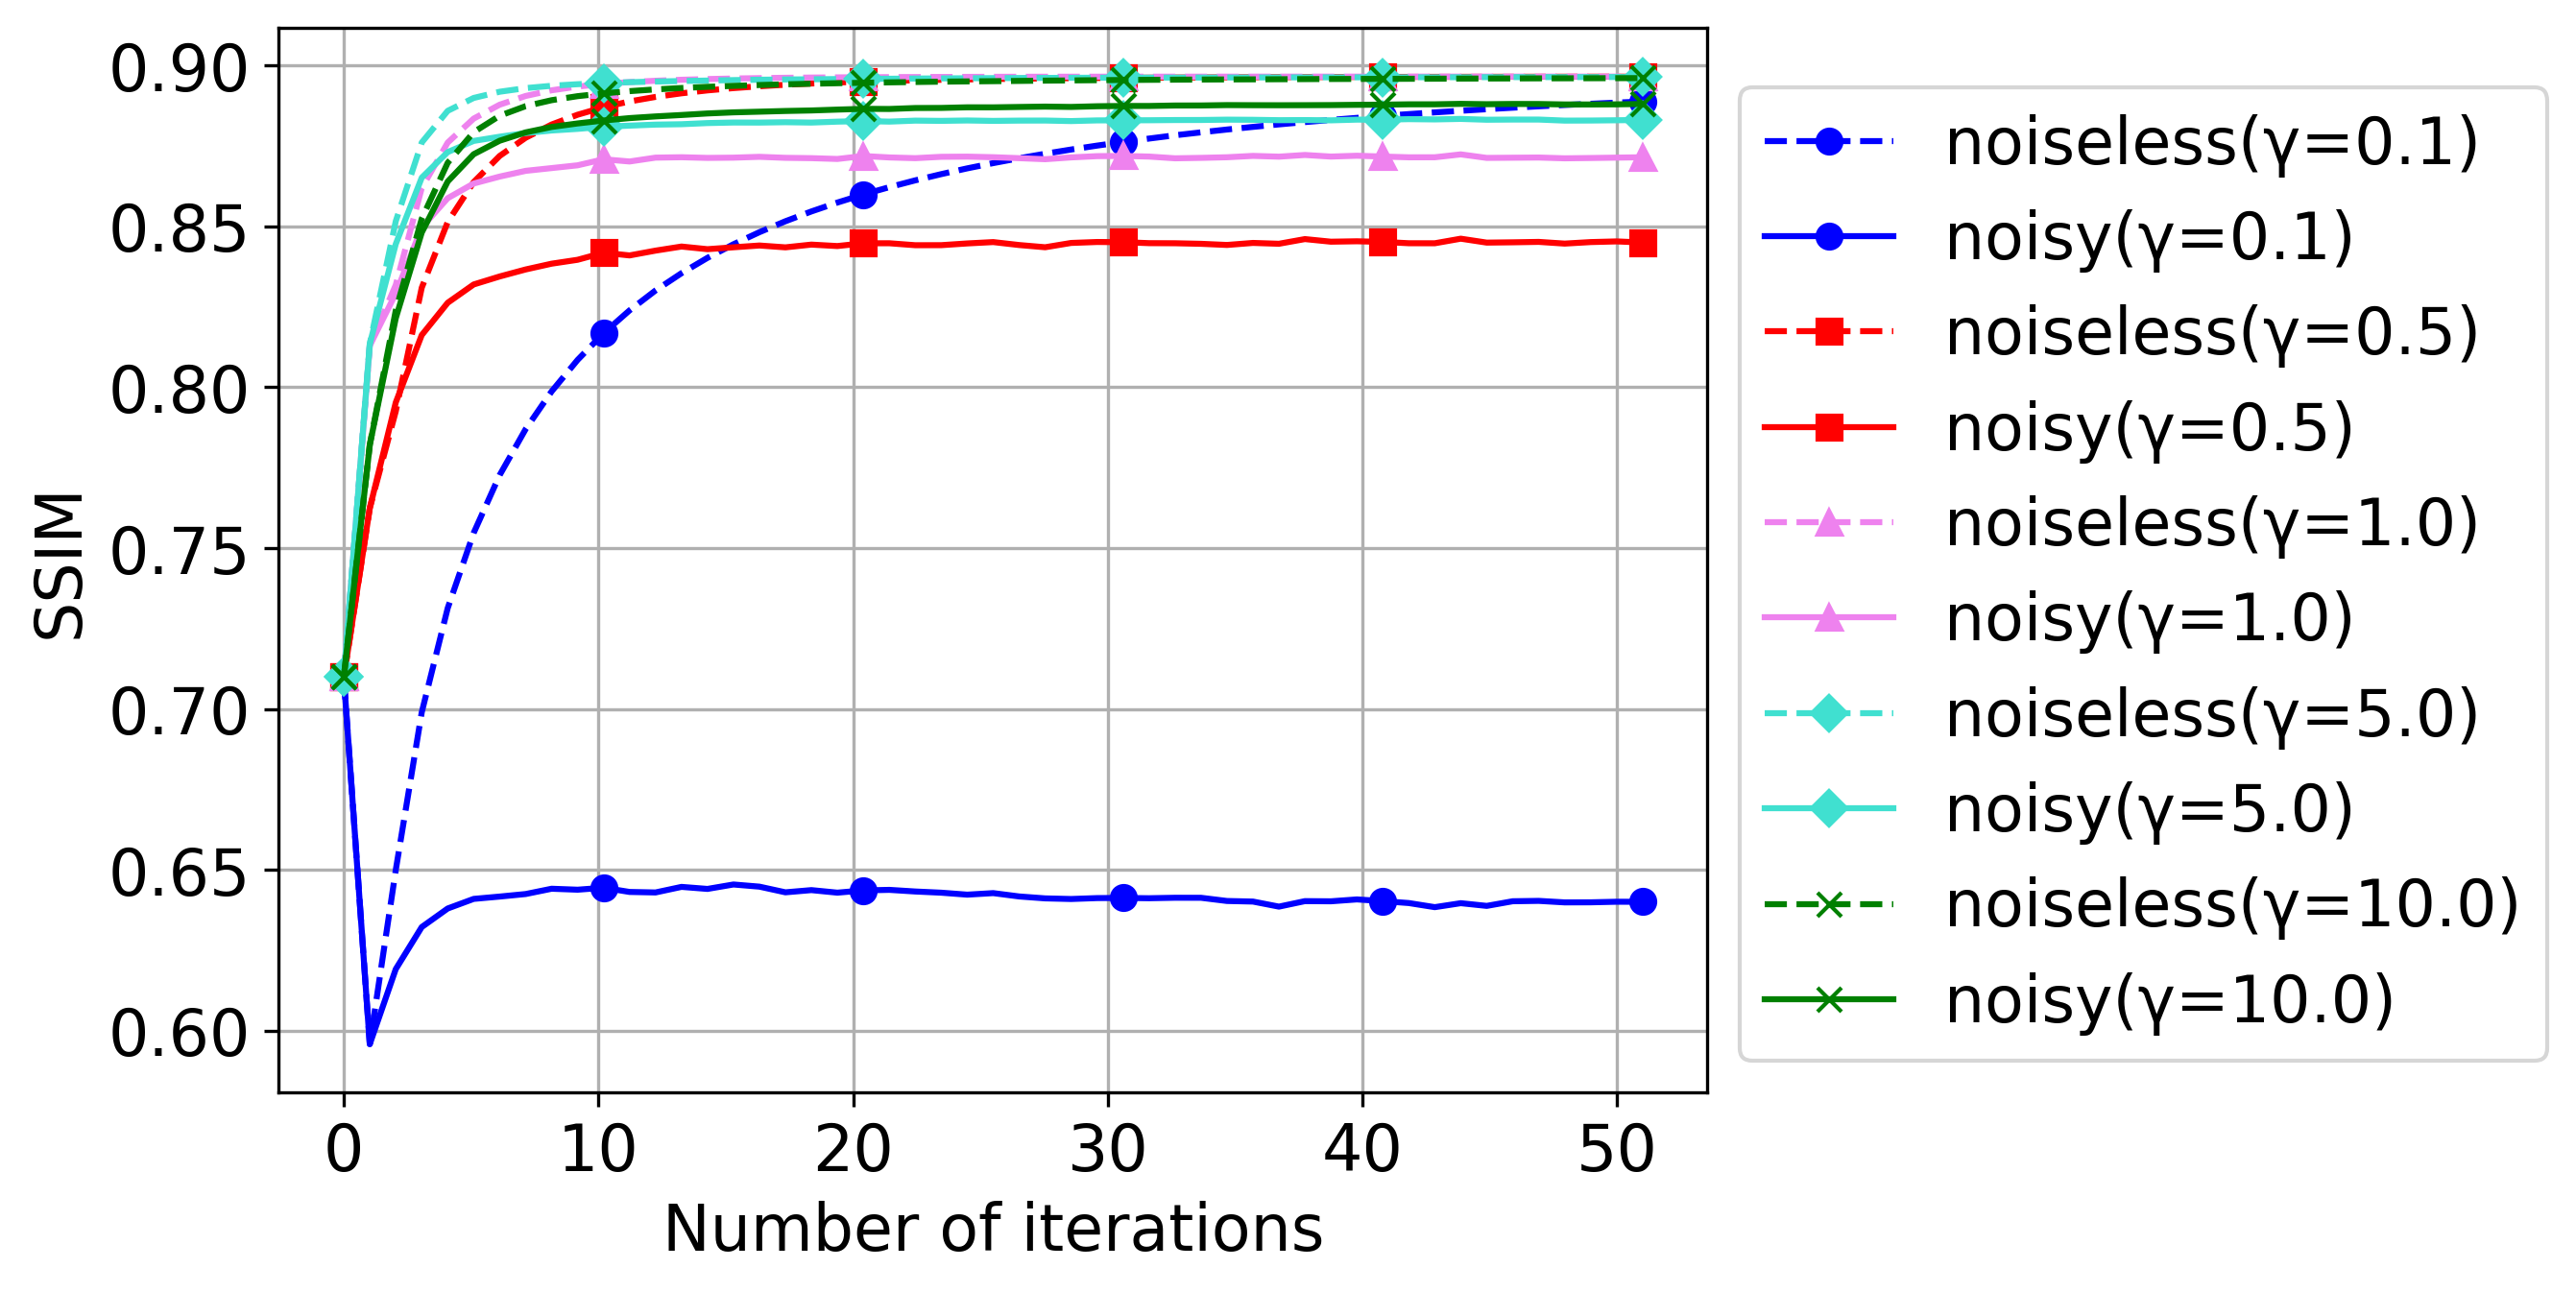 SSIM
0.90
0.85
0.80
0.75
0.70
0.65
0.60
0 10 20 30 40 50
Number of iterations
noiseless(γ=0.1)
noisy(γ=0.1)
noiseless(γ=0.5)
noisy(γ=0.5)
noiseless(γ=1.0)
noisy(γ=1.0)
noiseless(γ=5.0)
noisy(γ=5.0)
noiseless(γ=10.0)
noisy(γ=10.0)